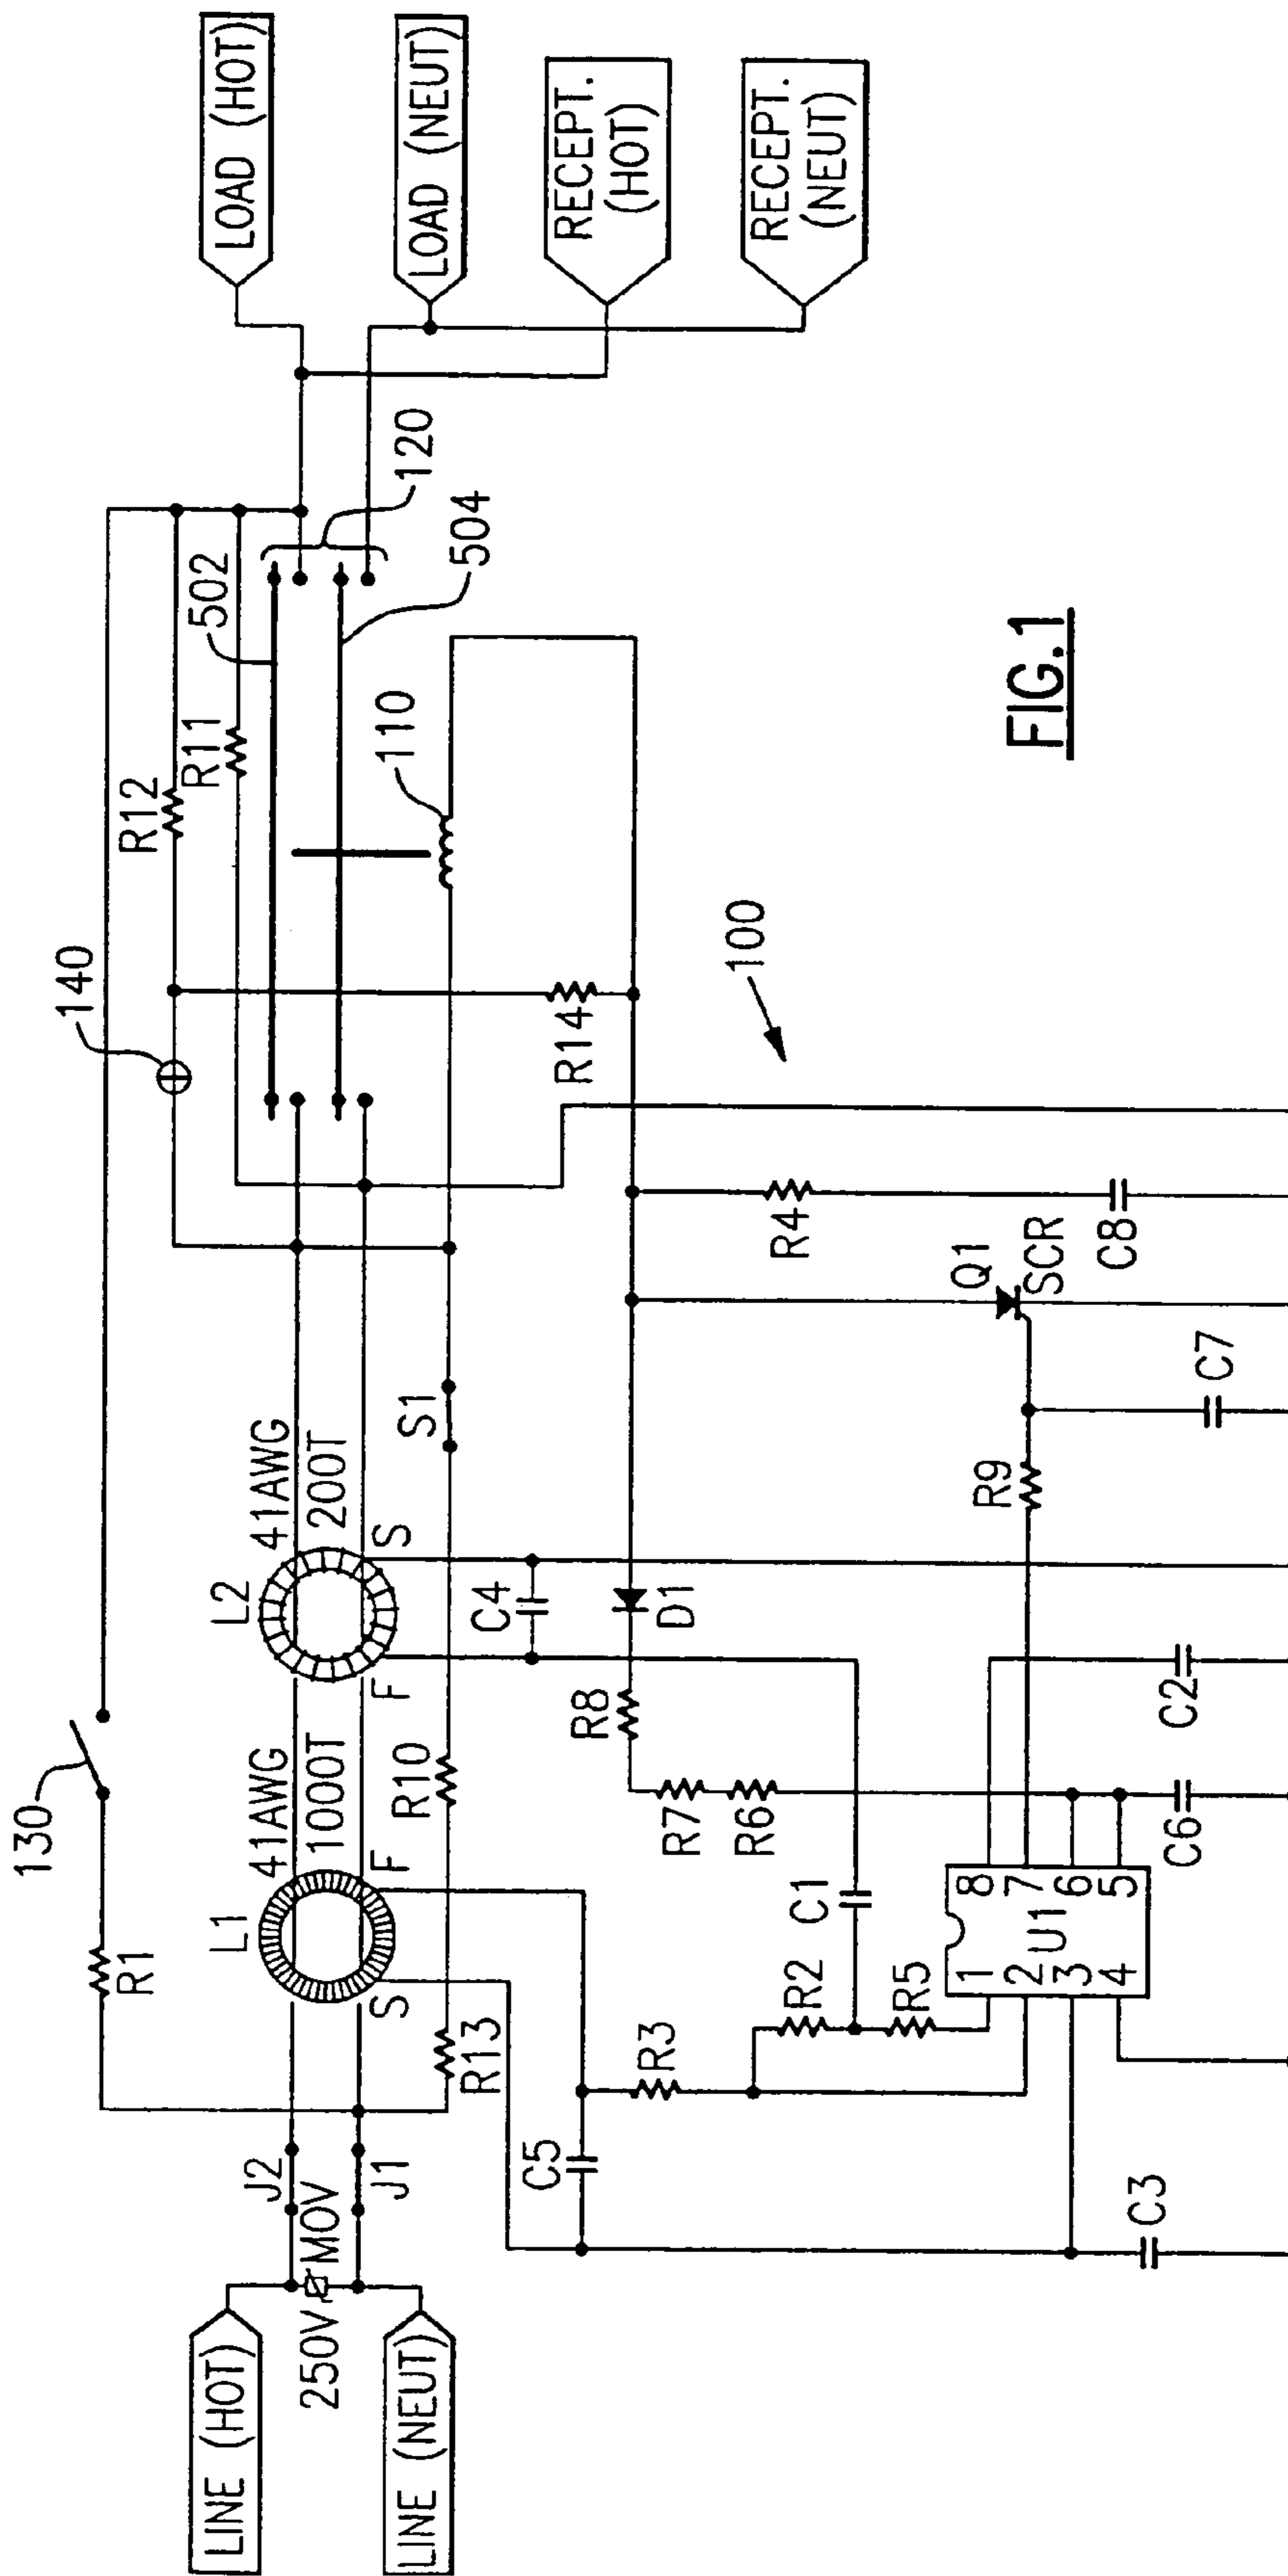 130
140
R1
R12
LOAD (HOT)
L1
41AWG
1000T
L2
41AWG
200T
R11
502
120
504
LOAD (NEUT)
LINE (HOT)
J2
250V
MOV
J1
LINE (NEUT)
S
F
F
S
R13
R10
S1
110
RECEPT.
(HOT)
C5
C4
R3
R8
D1
R14
RECEPT.
(NEUT)
R7
R6
R2
C1
R5
R4
100
1
2
3
4
U1
8
7
6
5
R9
Q1
SCR
C3
C6
C2
C7
C8
FIG.1